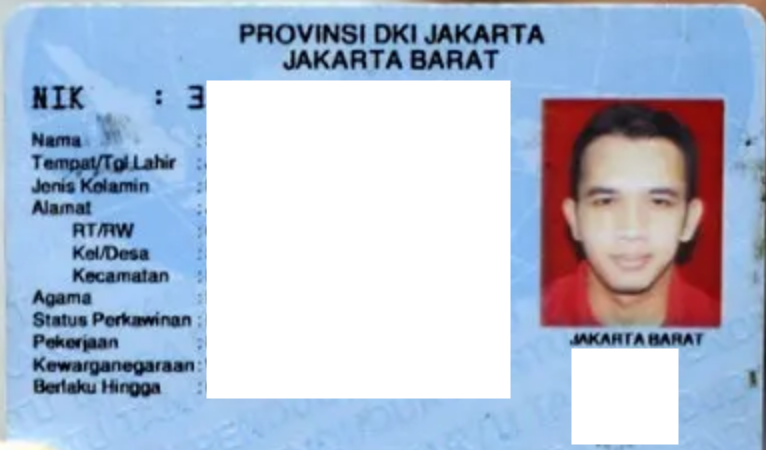 PROVINSI DKI JAKARTA
JAKARTA BARAT
NIK : 3
Nama :
Tempat/Tgl Lahir :
Jenis Kelamin :
Alamat :
RT/RW :
Kel/Desa :
Kecamatan :
Agama :
Status Perkawinan :
Pekerjaan :
Kewarganegaraan :
Berlaku Hingga :
JAKARTA BARAT